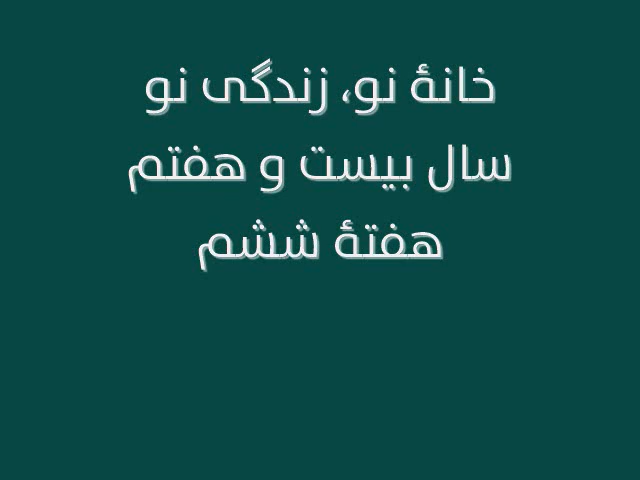 خانهٔ نو، زندگی نو
سال بیست و هفتم
هفتهٔ ششم